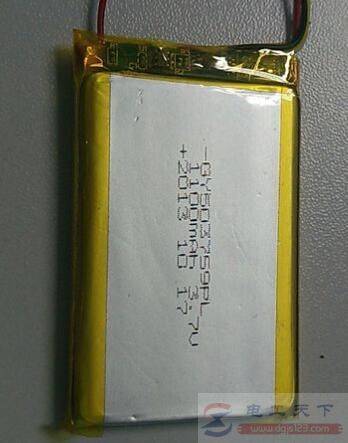 -GY503759PL
1100mAh 3.7V
+2013 10 17
电工天下
www.dgjs123.com